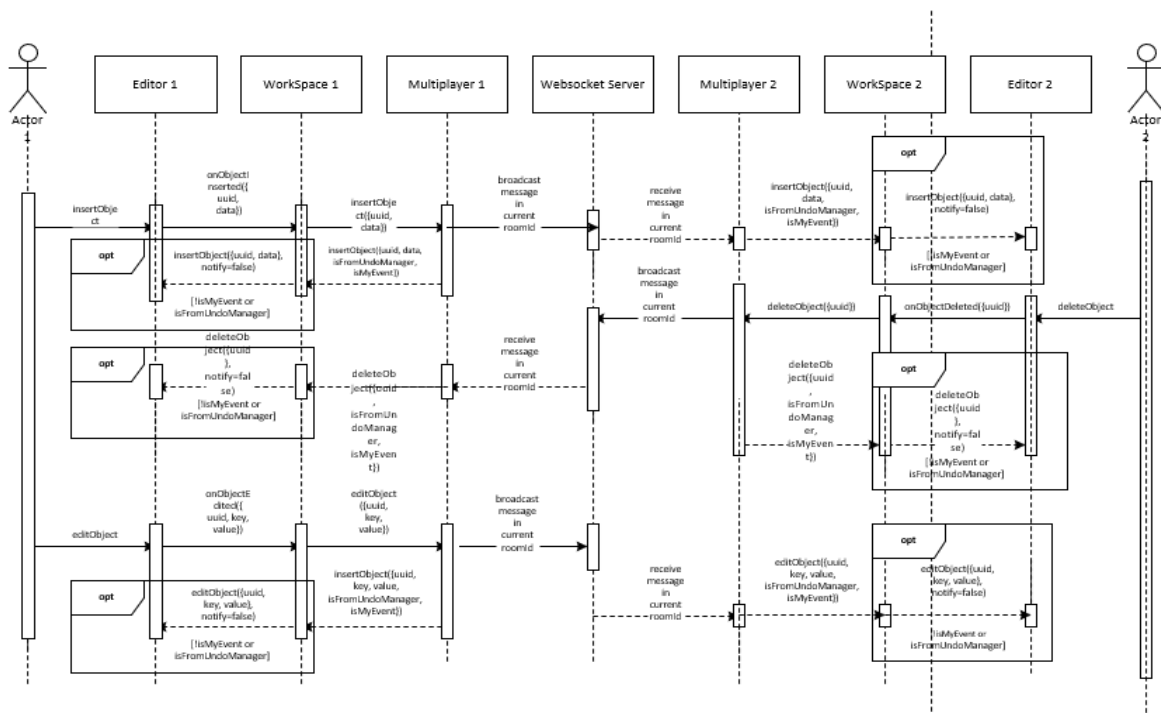 Editor 1
WorkSpace 1
Multiplayer 1
Websocket Server
Multiplayer 2
WorkSpace 2
Editor 2
Actor
1
Actor
2
insertObje
ct
onObjectI
nserted({
uuid,
data})
insertObje
ct({uuid,
data})
broadcast
message
in
current
roomId
receive
message
in
current
roomId
insertObject({uuid,
data,
isFromUndoManager,
isMyEvent})
opt
insertObject({uuid, data},
notify=false)
[!isMyEvent or
isFromUndoManager]
opt
insertObject({uuid, data},
notify=false)
[!isMyEvent or
isFromUndoManager]
insertObject({uuid, data,
isFromUndoManager,
isMyEvent})
broadcast
message
in
current
roomId
deleteObject({uuid})
onObjectDeleted({uuid})
deleteObject
opt
deleteOb
ject({uuid
},
notify=fal
se)
[!isMyEvent or
isFromUndoManager]
deleteOb
ject({uuid
,
isFromUn
doManag
er,
isMyEven
t})
receive
message
in
current
roomId
deleteOb
ject({uuid
,
isFromUn
doManag
er,
isMyEven
t})
opt
deleteOb
ject({uuid
},
notify=fal
se)
[!isMyEvent or
isFromUndoManager]
editObject
onObjectE
dited({
uuid, key,
value})
editObject
({uuid,
key,
value})
broadcast
message
in
current
roomId
receive
message
in
current
roomId
editObject({uuid,
key, value,
isFromUndoManager,
isMyEvent})
opt
editObject({uuid,
key, value},
notify=false)
[!isMyEvent or
isFromUndoManager]
opt
editObject({uuid,
key, value},
notify=false)
[!isMyEvent or
isFromUndoManager]
insertObject({uuid,
key, value,
isFromUndoManager,
isMyEvent})